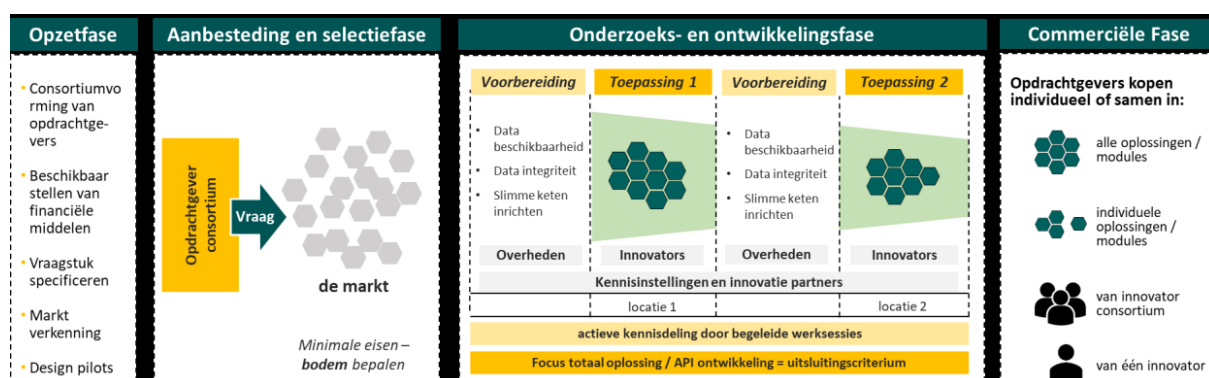 Opzetfase
Consortiumvo
rming van
opdrachtge-
vers
Beschikbaar
stellen van
financiële
middelen
Vraagstuk
specificeren
Markt
verkenning
Design pilots
Aanbesteding en selectiefase
Opdrachtgever
consortium
Vraag
de markt
Minimale eisen –
bodem bepalen
Onderzoeks- en ontwikkelingsfase
Voorbereiding
Data
beschikbaarheid
Data integriteit
Slimme keten
inrichten
Overheden
Toepassing 1
Innovators
Voorbereiding
Data
beschikbaarheid
Data integriteit
Slimme keten
inrichten
Overheden
Toepassing 2
Innovators
Kennisinstellingen en innovatie partners
locatie 1
locatie 2
actieve kennisdeling door begeleide werksessies
Focus totaal oplossing / API ontwikkeling = uitsluitingscriterium
Commerciële Fase
Opdrachtgevers kopen
individueel of samen in:
alle oplossingen /
modules
individuele
oplossingen /
modules
van innovator
consortium
van één innovator